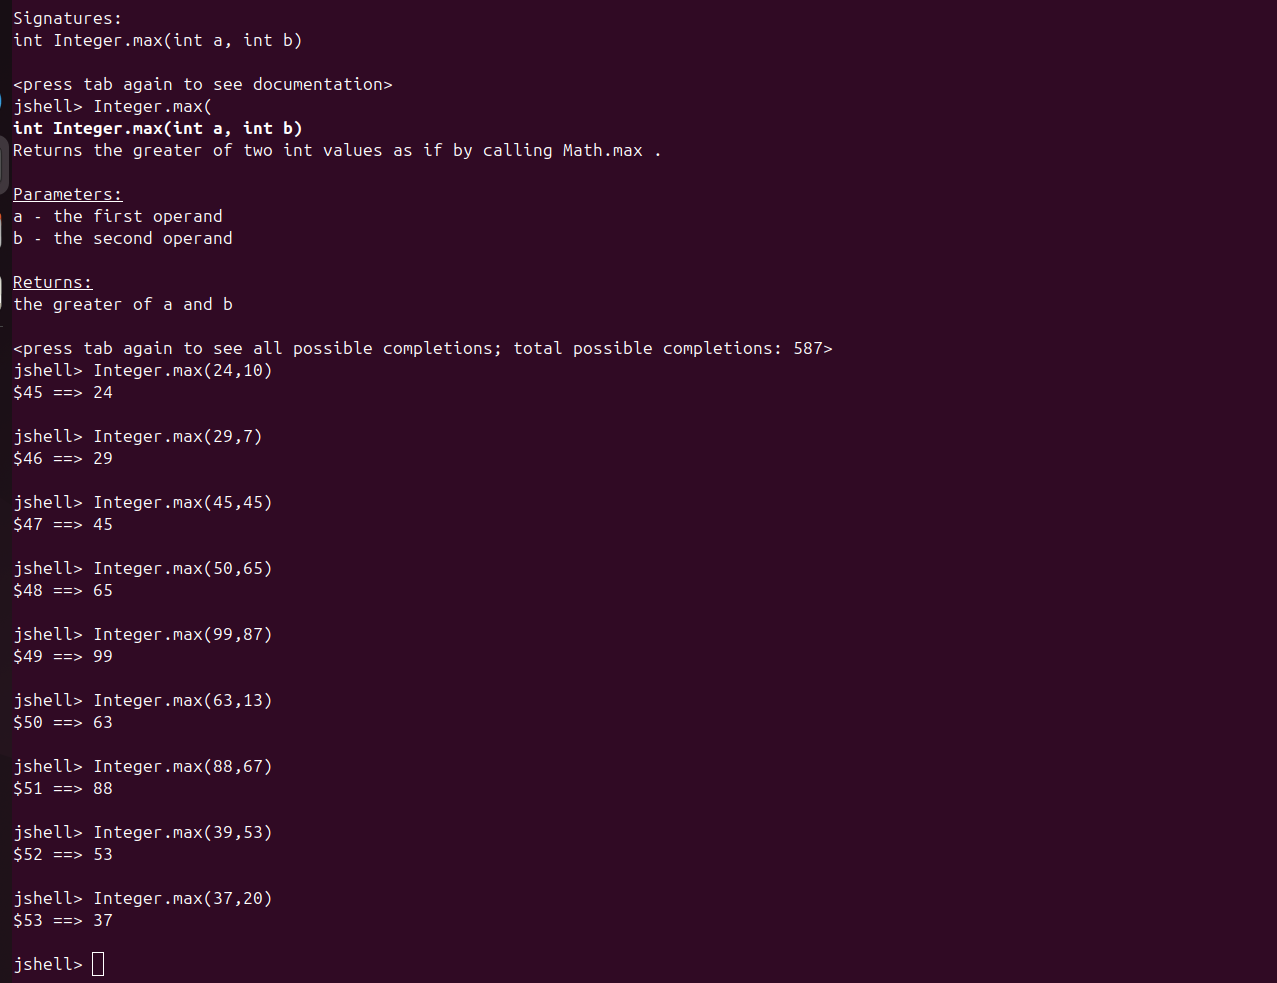 Signatures:
int Integer.max(int a, int b)
<press tab again to see documentation>
jshell> Integer.max(
int Integer.max(int a, int b)
Returns the greater of two int values as if by calling Math.max .
Parameters:
a - the first operand
b - the second operand
Returns:
the greater of a and b
<press tab again to see all possible completions; total possible completions: 587>
jshell> Integer.max(24,10)
$45 ==> 24
jshell> Integer.max(29,7)
$46 ==> 29
jshell> Integer.max(45,45)
$47 ==> 45
jshell> Integer.max(50,65)
$48 ==> 65
jshell> Integer.max(99,87)
$49 ==> 99
jshell> Integer.max(63,13)
$50 ==> 63
jshell> Integer.max(88,67)
$51 ==> 88
jshell> Integer.max(39,53)
$52 ==> 53
jshell> Integer.max(37,20)
$53 ==> 37
jshell>